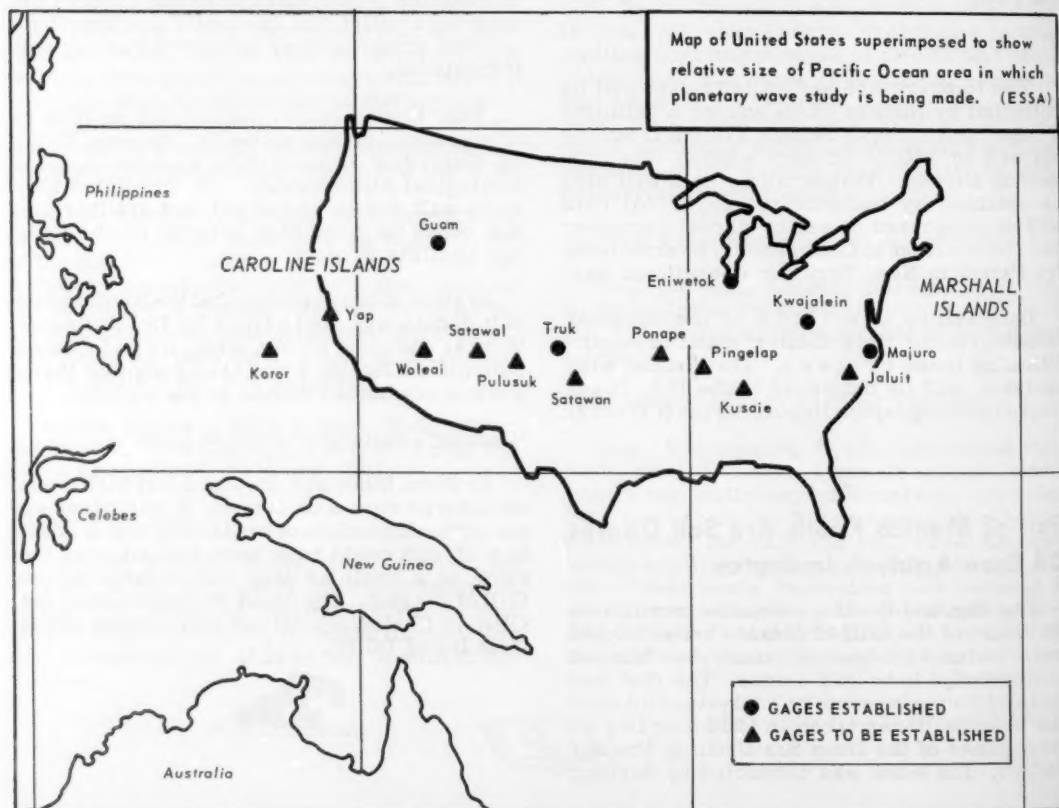 Map of United States superimposed to show
relative size of Pacific Ocean area in which
planetary wave study is being made. (ESSA)
Philippines
Guam
CAROLINE ISLANDS
Eniwetok
Kwajalein
MARSHALL
ISLANDS
Yap
Koror
Woleai
Satawal
Pulusuk
Truk
Satawan
Ponape
Pingelap
Kusaie
Majuro
Jaluit
Celebes
New Guinea
Australia
GAGES ESTABLISHED
GAGES TO BE ESTABLISHED